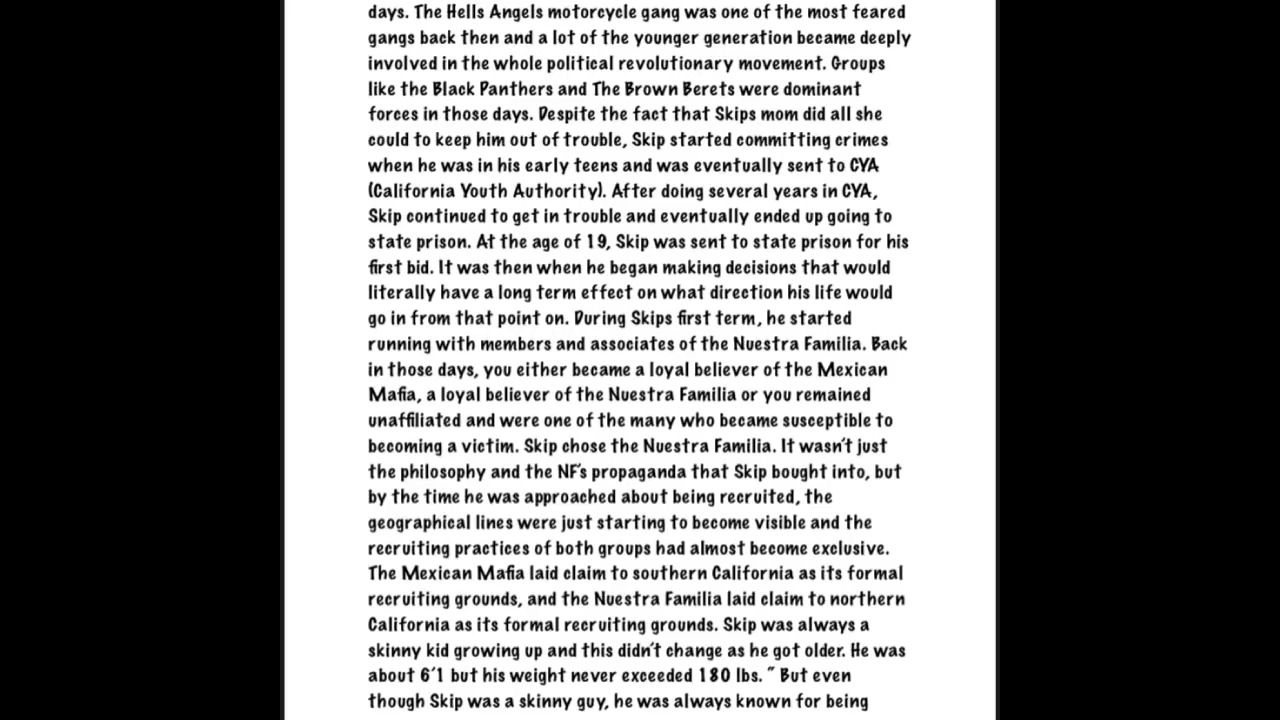 days. The Hells Angels motorcycle gang was one of the most feared
gangs back then and a lot of the younger generation became deeply
involved in the whole political revolutionary movement. Groups
like the Black Panthers and The Brown Berets were dominant
forces in those days. Despite the fact that Skips mom did all she
could to keep him out of trouble, Skip started committing crimes
when he was in his early teens and was eventually sent to CYA
(California Youth Authority). After doing several years in CYA,
Skip continued to get in trouble and eventually ended up going to
state prison. At the age of 19, Skip was sent to state prison for his
first bid. It was then when he began making decisions that would
literally have a long term effect on what direction his life would
go in from that point on. During Skips first term, he started
running with members and associates of the Nuestra Familia. Back
in those days, you either became a loyal believer of the Mexican
Mafia, a loyal believer of the Nuestra Familia or you remained
unaffiliated and were one of the many who became susceptible to
becoming a victim. Skip chose the Nuestra Familia. It wasn't just
the philosophy and the NF's propaganda that Skip bought into, but
by the time he was approached about being recruited, the
geographical lines were just starting to become visible and the
recruiting practices of both groups had almost become exclusive.
The Mexican Mafia laid claim to southern California as its formal
recruiting grounds, and the Nuestra Familia laid claim to northern
California as its formal recruiting grounds. Skip was always a
skinny kid growing up and this didn't change as he got older. He was
about 6'1 but his weight never exceeded 180 lbs. " But even
though Skip was a skinny guy, he was always known for being